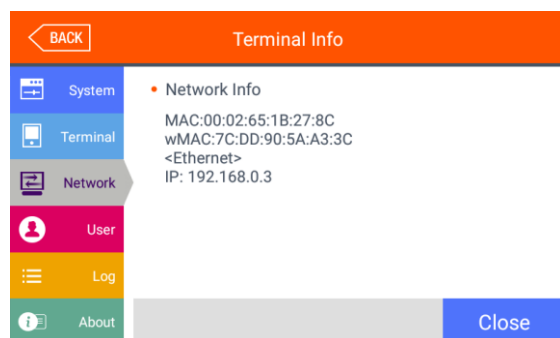 BACK
Terminal Info
System
Terminal
Network
User
Log
About
Network Info
MAC:00:02:65:1B:27:8C
wMAC:7C:DD:90:5A:A3:3C
<Ethernet>
IP: 192.168.0.3
Close